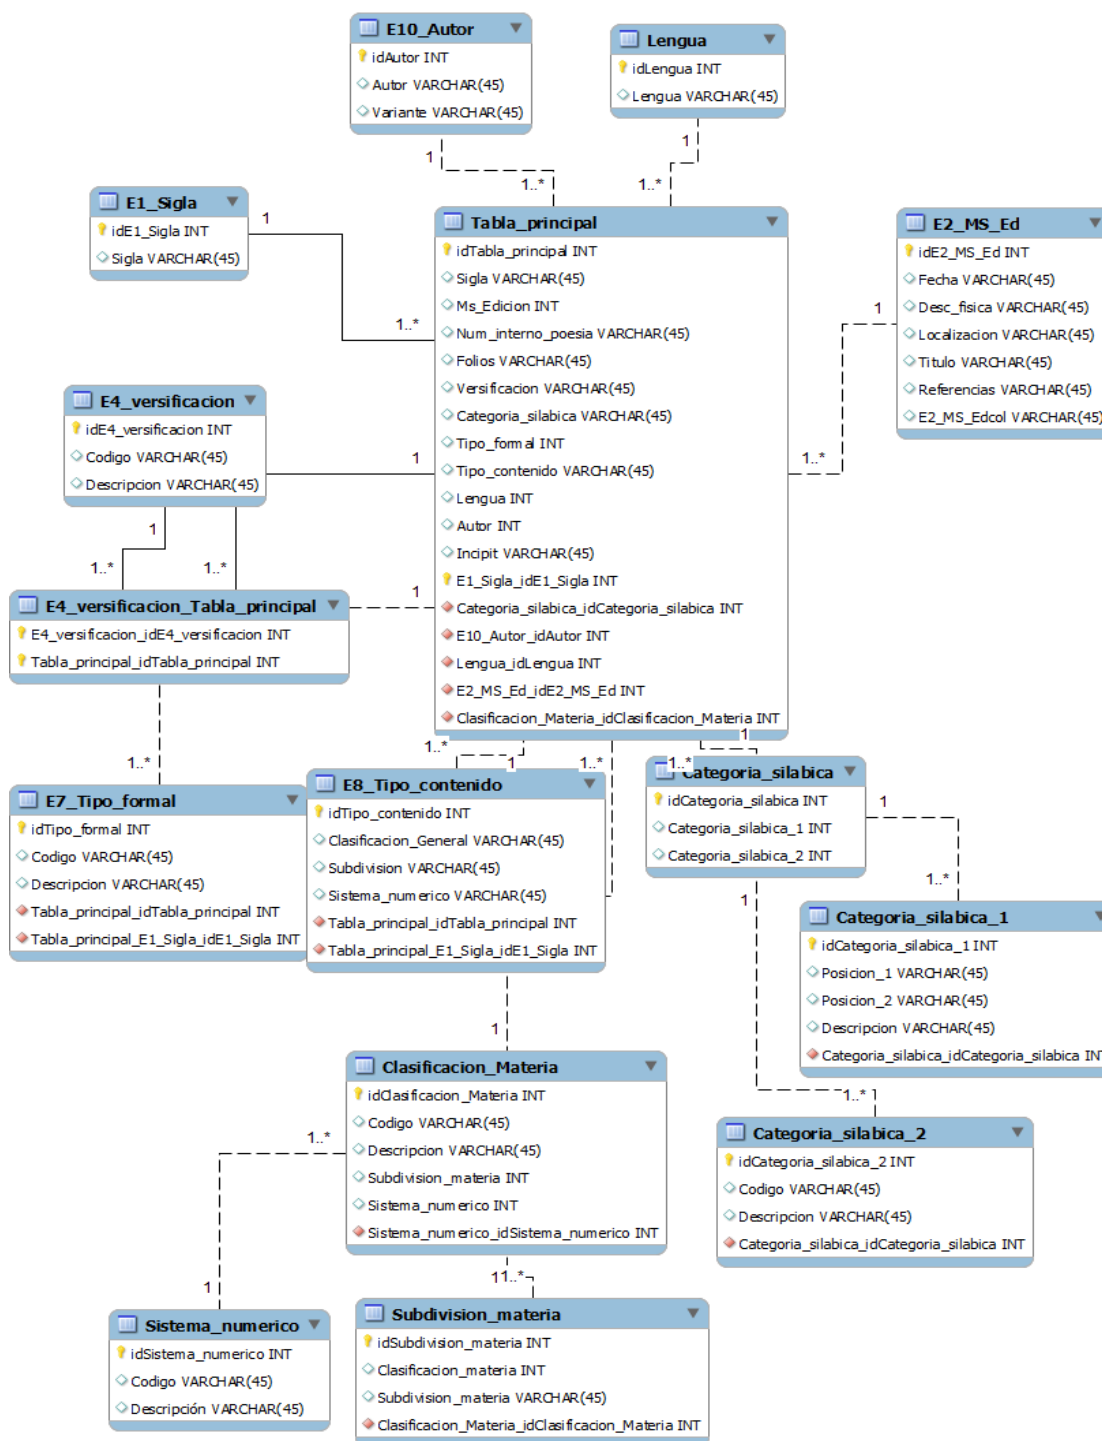 E10_Autor
idAutor INT
Autor VARCHAR(45)
Variante VARCHAR(45)
Lengua
idLengua INT
Lengua VARCHAR(45)
1
1..*
1
1..*
E1_Sigla
idE1_Sigla INT
Sigla VARCHAR(45)
1
1..*
Tabla_principal
idTabla_principal INT
Sigla VARCHAR(45)
Ms_Edicion INT
Num_interno_poesia VARCHAR(45)
Folios VARCHAR(45)
Versificacion VARCHAR(45)
Categoria_silabica VARCHAR(45)
Tipo_formal INT
Tipo_contenido VARCHAR(45)
Lengua INT
Autor INT
Incipit VARCHAR(45)
E1_Sigla_idE1_Sigla INT
Categoria_silabica_idCategoria_silabica INT
E10_Autor_idAutor INT
Lengua_idLengua INT
E2_MS_Ed_idE2_MS_Ed INT
Clasificacion_Materia_idClasificacion_Materia INT
E2_MS_Ed
idE2_MS_Ed INT
Fecha VARCHAR(45)
Desc_fisica VARCHAR(45)
Localizacion VARCHAR(45)
Titulo VARCHAR(45)
Referencias VARCHAR(45)
E2_MS_Edcol VARCHAR(45)
1
1..*
E4_versificacion
idE4_versificacion INT
Codigo VARCHAR(45)
Descripcion VARCHAR(45)
1
1
1..*
1..*
E4_versificacion_Tabla_principal
E4_versificacion_idE4_versificacion INT
Tabla_principal_idTabla_principal INT
1
1..*
E7_Tipo_formal
idTipo_formal INT
Codigo VARCHAR(45)
Descripcion VARCHAR(45)
Tabla_principal_idTabla_principal INT
Tabla_principal_E1_Sigla_idE1_Sigla INT
1..*
1
1..*
1..*
1
E8_Tipo_contenido
idTipo_contenido INT
Clasificacion_General VARCHAR(45)
Subdivision VARCHAR(45)
Sistema_numerico VARCHAR(45)
Tabla_principal_idTabla_principal INT
Tabla_principal_E1_Sigla_idE1_Sigla INT
Categoria_silabica
idCategoria_silabica INT
Categoria_silabica_1 INT
Categoria_silabica_2 INT
1
1..*
1
1..*
Categoria_silabica_1
idCategoria_silabica_1 INT
Posicion_1 VARCHAR(45)
Posicion_2 VARCHAR(45)
Descripcion VARCHAR(45)
Categoria_silabica_idCategoria_silabica INT
Categoria_silabica_2
idCategoria_silabica_2 INT
Codigo VARCHAR(45)
Descripcion VARCHAR(45)
Categoria_silabica_idCategoria_silabica INT
1
Clasificacion_Materia
idClasificacion_Materia INT
Codigo VARCHAR(45)
Descripcion VARCHAR(45)
Subdivision_materia INT
Sistema_numerico INT
Sistema_numerico_idSistema_numerico INT
1..*
1
1
1..*
Sistema_numerico
idSistema_numerico INT
Codigo VARCHAR(45)
Descripción VARCHAR(45)
Subdivision_materia
idSubdivision_materia INT
Clasificacion_materia INT
Subdivision_materia VARCHAR(45)
Clasificacion_Materia_idClasificacion_Materia INT